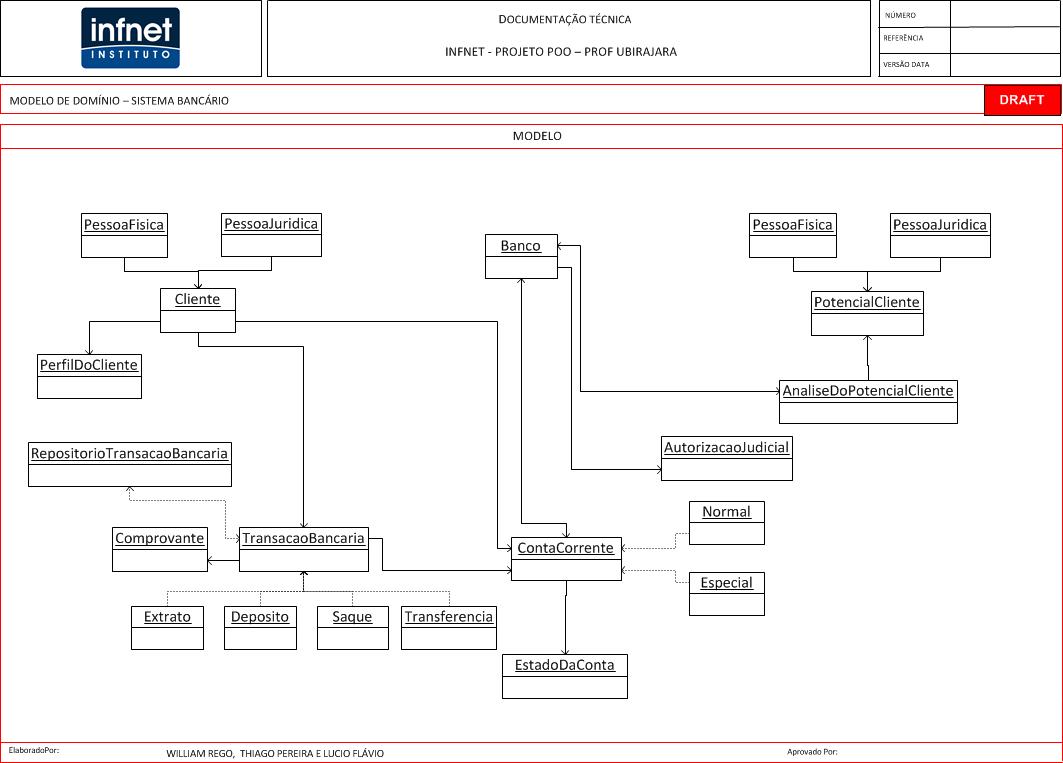 infnet
INSTITUTO
DOCUMENTAÇÃO TÉCNICA
INFNET - PROJETO POO – PROF UBIRAJARA
NÚMERO
REFERÊNCIA
VERSÃO DATA
MODELO DE DOMÍNIO – SISTEMA BANCÁRIO
DRAFT
MODELO
PessoaFisica
PessoaJuridica
Banco
PessoaFisica
PessoaJuridica
Cliente
PotencialCliente
PerfilDoCliente
AnaliseDoPotencialCliente
RepositorioTransacaoBancaria
AutorizacaoJudicial
Normal
Comprovante
TransacaoBancaria
ContaCorrente
Especial
Extrato
Deposito
Saque
Transferencia
EstadoDaConta
ElaboradoPor:
WILLIAM REGO, THIAGO PEREIRA E LUCIO FLÁVIO
Aprovado Por: